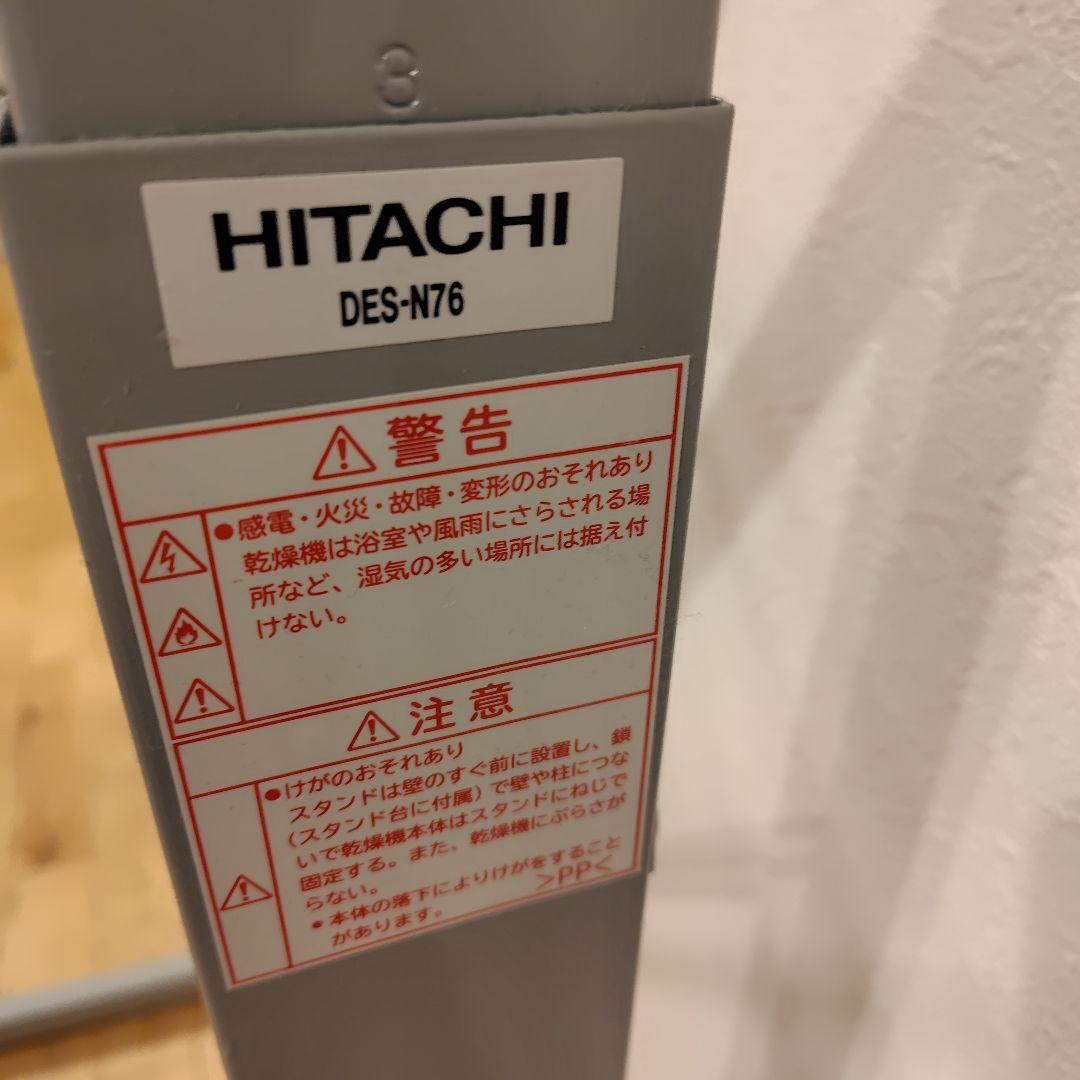 8
HITACHI
DES-N76
警告
●感電・火災・故障・変形のおそれあり
乾燥機は浴室や風雨にさらされる場
所など、湿気の多い場所には据え付
けない。
注意
●けがのおそれあり
スタンドは壁のすぐ前に設置し、鎖
(スタンド台に付属)で壁や柱につな
いで乾燥機本体はスタンドにねじで
固定する。また、乾燥機にぶらさが
らない。
●本体の落下によりけがをすること
があります。
>PP<